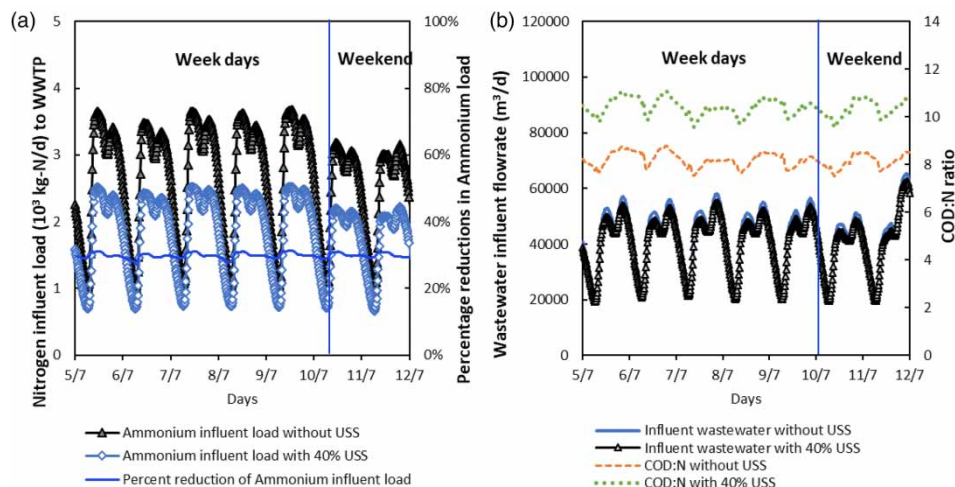 (a)
5
4
3
2
1
0
Nitrogen influent load (10³ kg-N/d) to WWTP
Week days
Weekend
100%
80%
60%
40%
20%
0%
Percentage reductions in Ammonium load
5/7 6/7 7/7 8/7 9/7 10/7 11/7 12/7
Days
Ammonium influent load without USS
Ammonium influent load with 40% USS
Percent reduction of Ammonium influent load
(b)
120000
100000
80000
60000
40000
20000
0
Wastewater influent flowrate (m³/d)
Week days
Weekend
14
12
10
8
6
4
2
0
COD:N ratio
5/7 6/7 7/7 8/7 9/7 10/7 11/7 12/7
Days
Influent wastewater without USS
Influent wastewater with 40% USS
COD:N without USS
COD:N with 40% USS